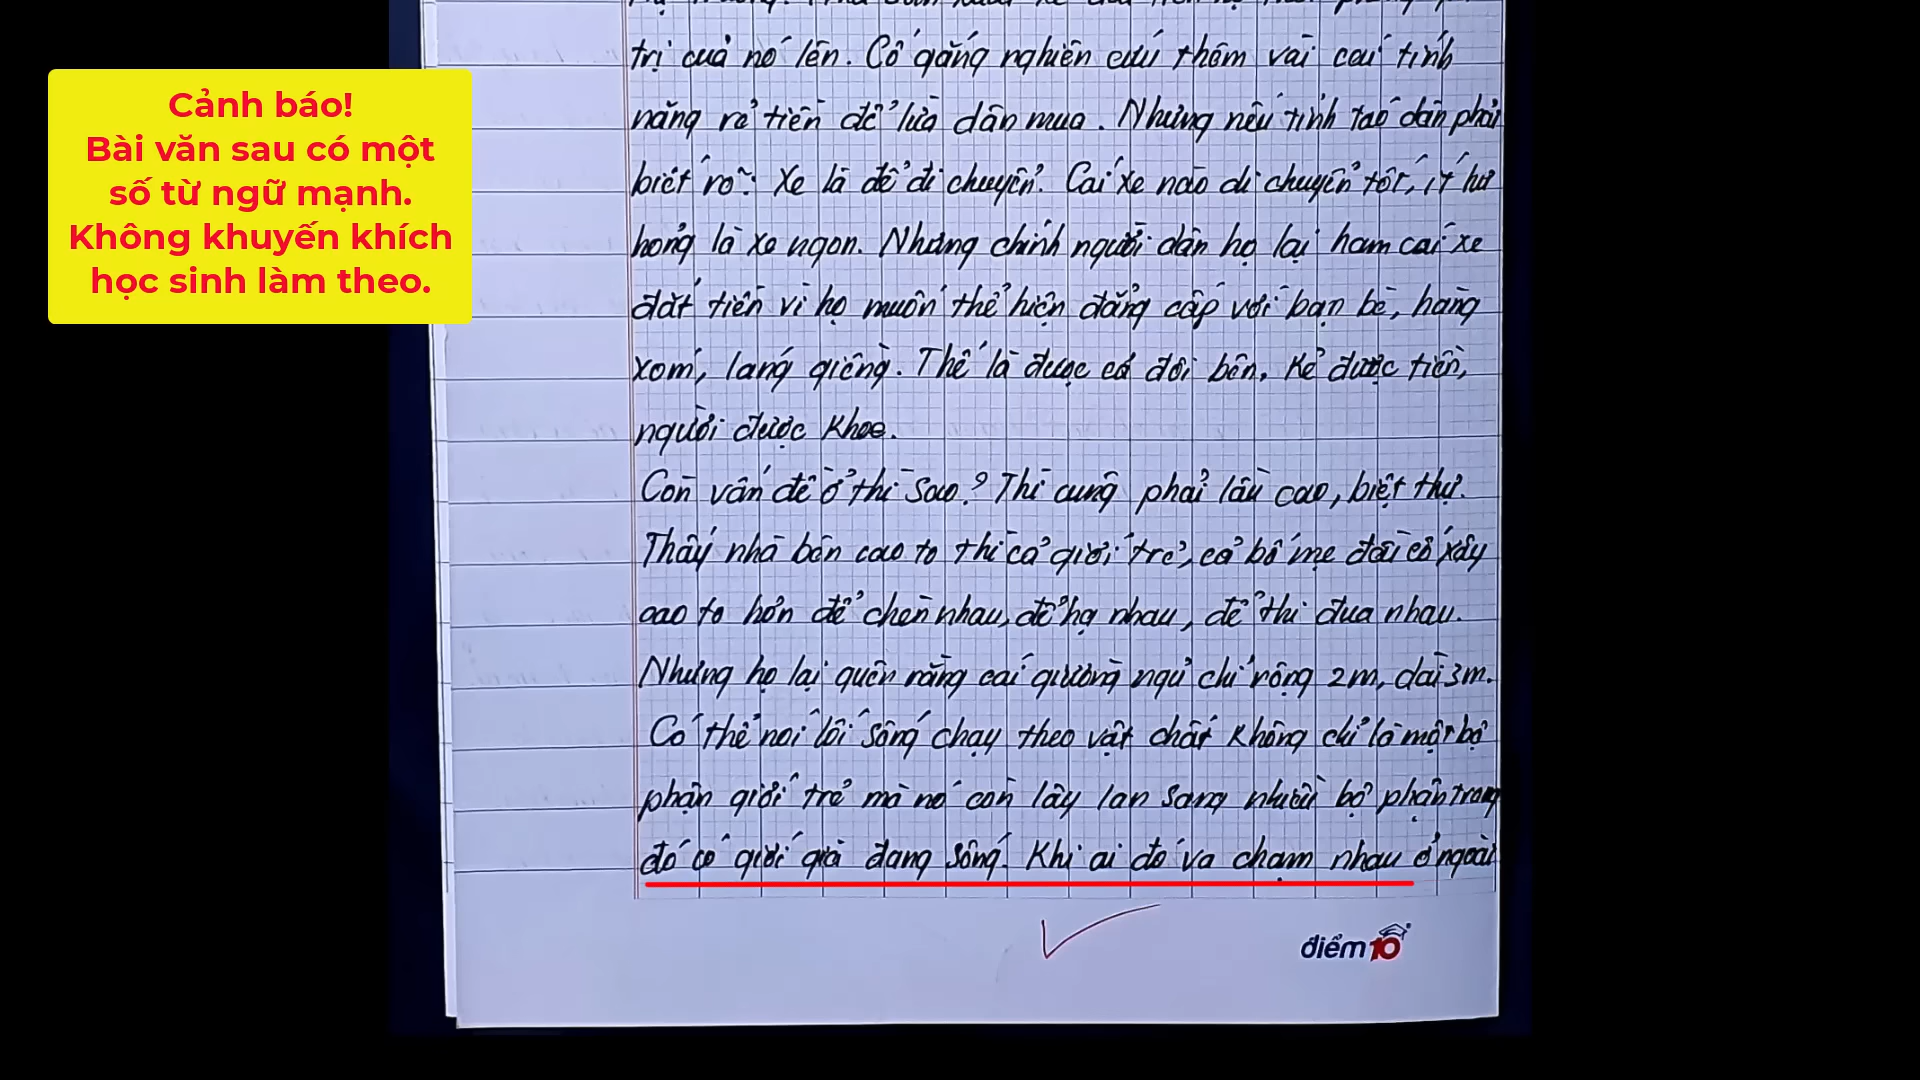 Cảnh báo!
Bài văn sau có một
số từ ngữ mạnh.
Không khuyến khích
học sinh làm theo.
trị của nó lên. Cố gắng nghiên cứu thêm vài cái tính
năng rẻ tiền để lừa dân mua. Nhưng nếu tỉnh táo dân phải
biết rõ: Xe là để di chuyển. Cái xe nào di chuyển tốt, ít hư
hỏng là xe ngon. Nhưng chính người dân họ lại ham cái xe
đắt tiền vì họ muốn thể hiện đẳng cấp với bạn bè, hàng
xóm, láng giềng. Thế là được cả đôi bên, kẻ được tiền,
người được khoe.
Còn vấn đề ở thì sao? Thì cũng phải lầu cao, biệt thự.
Thấy nhà bên cao to thì cả giới trẻ, cả bố mẹ đòi cố xây
cao to hơn để chèn nhau, để hạ nhau, để thi đua nhau.
Nhưng họ lại quên rằng cái giường ngủ chỉ rộng 2m, dài 3m.
Có thể nói lối sống chạy theo vật chất không chỉ là một bộ
phận giới trẻ mà nó còn lây lan sang nhiều bộ phận trong
đó có giới già đang sống. Khi ai đó va chạm nhau ở ngoài
điểm10